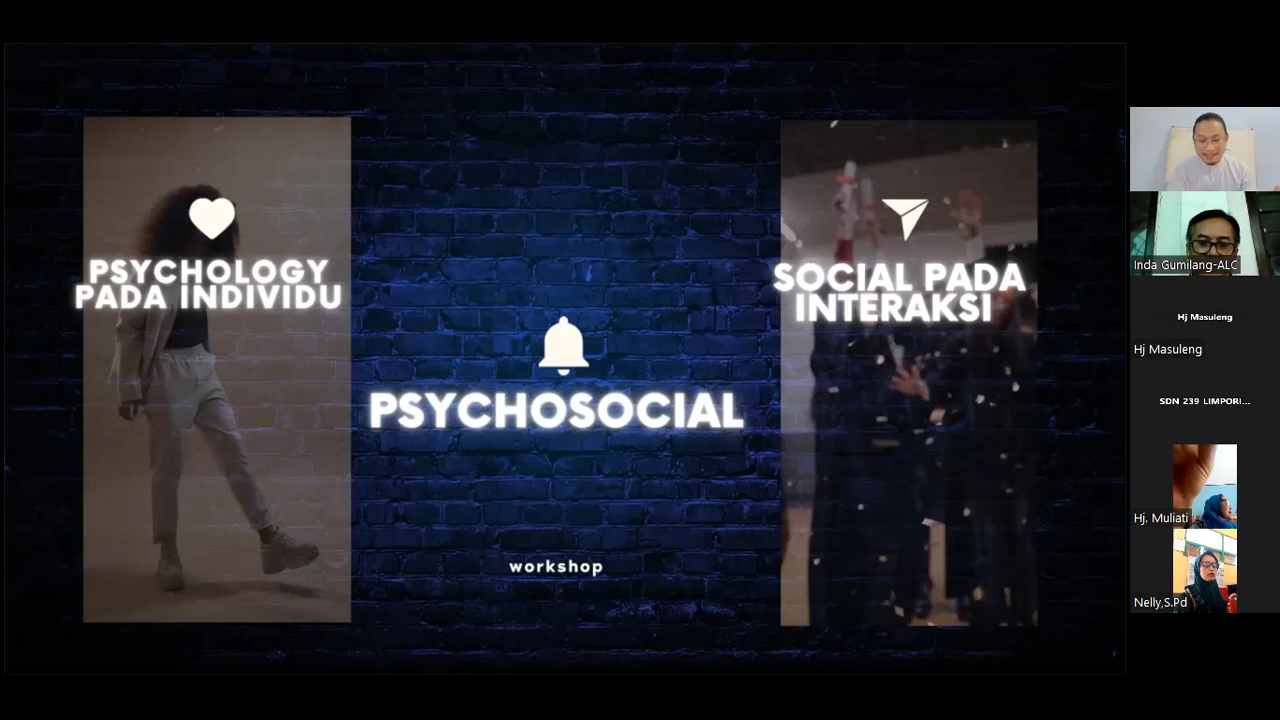 PSYCHOLOGY
PADA INDIVIDU
PSYCHOSOCIAL
workshop
SOCIAL PADA
INTERAKSI
Inda Gumilang-ALC
Hj Masuleng
Hj Masuleng
SDN 239 LIMPORI...
Hj. Muliati
Nelly,S.Pd